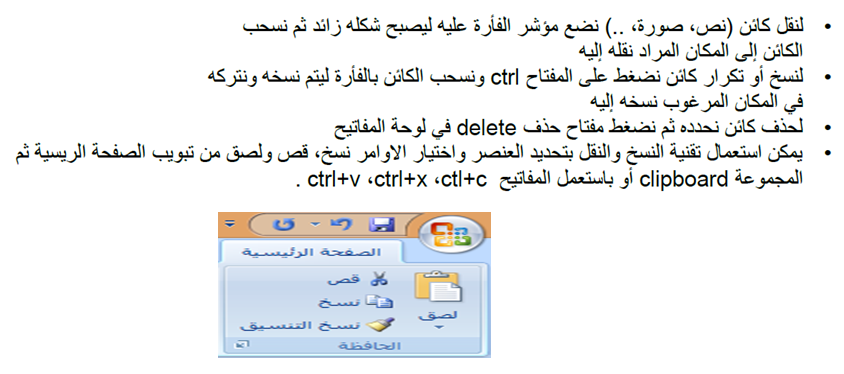 • لنقل كائن (نص، صورة، ..) نضع مؤشر الفأرة عليه ليصبح شكله زائد ثم نسحب
الكائن إلى المكان المراد نقله إليه
• لنسخ أو تكرار كائن نضغط على المفتاح ctrl ونسحب الكائن بالفأرة ليتم نسخه ونتركه
في المكان المرغوب نسخه إليه
• لحذف كائن نحدده ثم نضغط مفتاح حذف delete في لوحة المفاتيح
• يمكن استعمال تقنية النسخ والنقل بتحديد العنصر واختيار الاوامر نسخ، قص ولصق من تبويب الصفحة الريسية ثم
المجموعة clipboard أو باستعمل المفاتيح ctl+c، ctrl+x، ctrl+v .
الصفحة الرئيسية
قص
نسخ
لصق
نسخ التنسيق
الحافظة